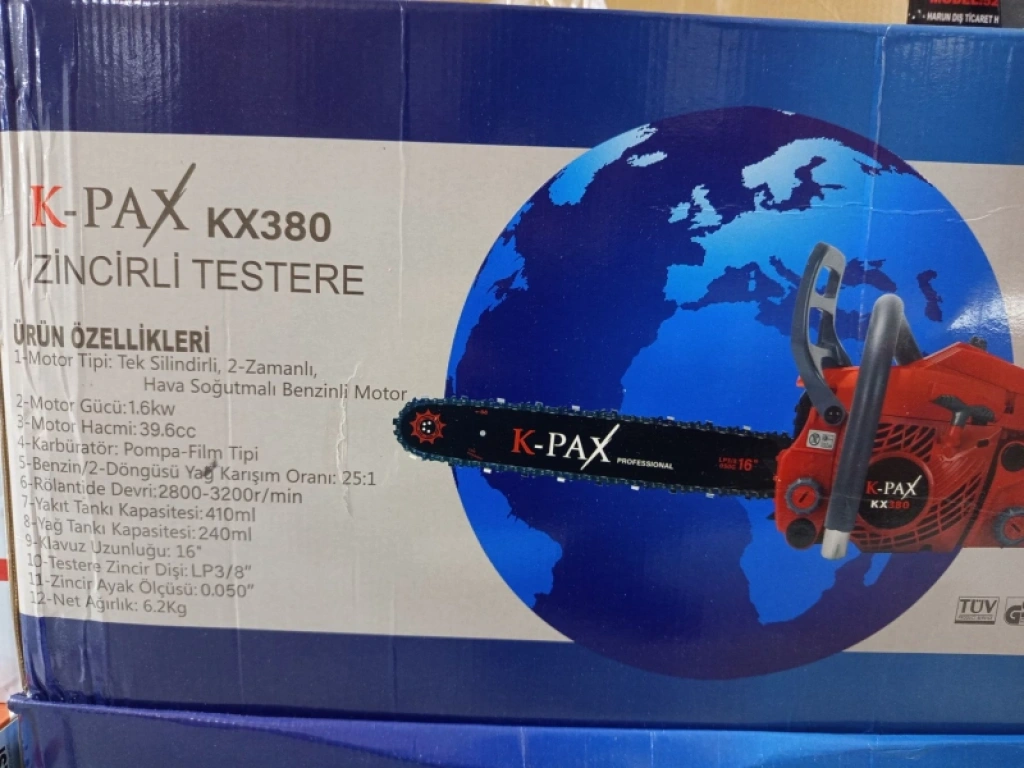 MODEL:52
- HARUN DIŞ TİCARET H
K-PAX KX380
ZİNCİRLİ TESTERE
ÜRÜN ÖZELLİKLERİ
1-Motor Tipi: Tek Silindirli, 2-Zamanlı,
Hava Soğutmalı Benzinli Motor
2-Motor Gücü:1.6kw
3-Motor Hacmi:39.6cc
4-Karbüratör: Pompa-Film Tipi
5-Benzin/2-Döngüsü Yağ Karışım Oranı: 25:1
6-Rölantide Devri:2800-3200r/min
7-Yakıt Tankı Kapasitesi:410ml
8-Yağ Tankı Kapasitesi:240ml
9-Klavuz Uzunluğu: 16"
10-Testere Zincir Dişi: LP3/8"
11-Zincir Ayak Ölçüsü: 0.050"
12-Net Ağırlık: 6.2Kg
K-PAX PROFESSIONAL
16"
K-PAX
KX380
TÜV